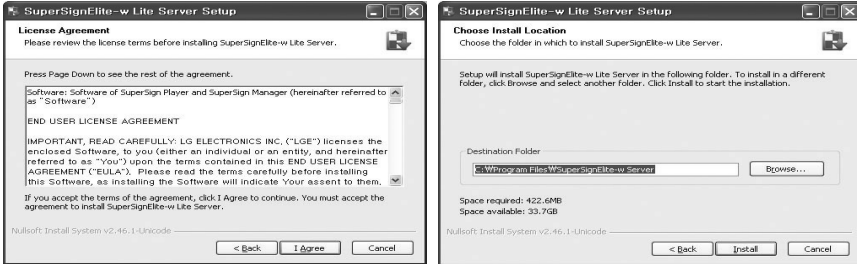 SuperSignElite-w Lite Server Setup
License Agreement
Please review the license terms before installing SuperSignElite-w Lite Server.
Press Page Down to see the rest of the agreement.
Software: Software of SuperSign Player and SuperSign Manager (hereinafter referred to
as "Software")
END USER LICENSE AGREEMENT
IMPORTANT, READ CAREFULLY: LG ELECTRONICS INC, ("LGE") licenses the
enclosed Software, to you (either an individual or an entity, and hereinafter
referred to as "You") upon the terms contained in this END USER LICENSE
AGREEMENT ("EULA"), Please read the terms carefully before installing
this Software, as installing the Software will indicate Your assent to them,
If you accept the terms of the agreement, click I Agree to continue. You must accept the
agreement to install SuperSignElite-w Lite Server.
Nullsoft Install System v2.46.1-Unicode
< Back
I Agree
Cancel
SuperSignElite-w Lite Server Setup
Choose Install Location
Choose the folder in which to install SuperSignElite-w Lite Server.
Setup will install SuperSignElite-w Lite Server in the following folder. To install in a different
folder, click Browse and select another folder. Click Install to start the installation.
Destination Folder
C:₩Program Files₩SuperSignElite-w Server
Browse...
Space required: 422.6MB
Space available: 33.7GB
Nullsoft Install System v2.46.1-Unicode
< Back
Install
Cancel